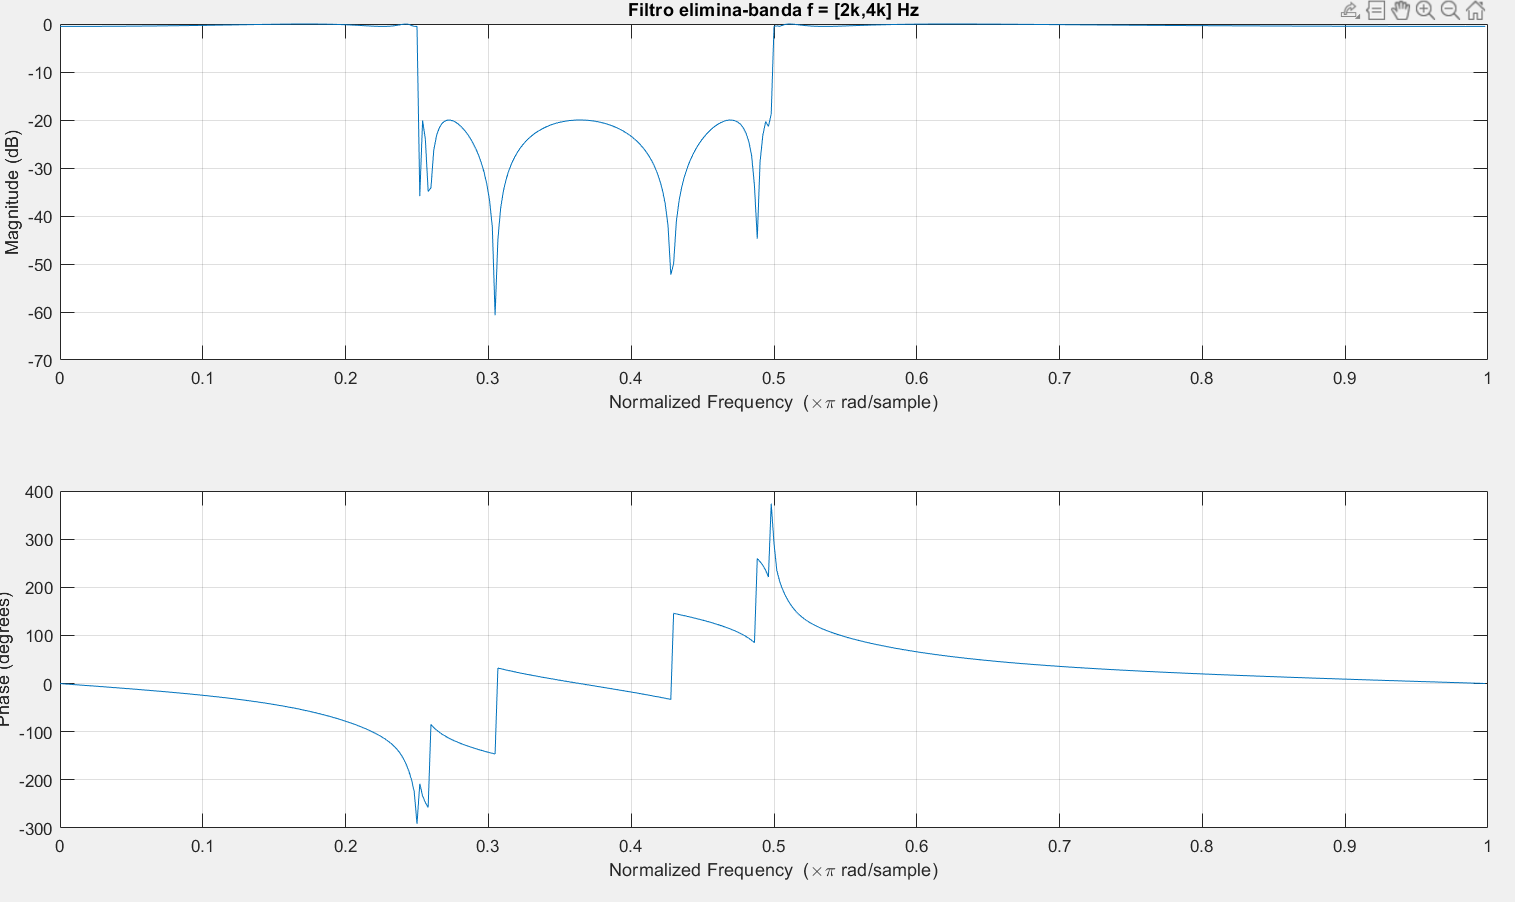 Filtro elimina-banda f = [2k,4k] Hz
Magnitude (dB)
0
-10
-20
-30
-40
-50
-60
-70
0 0.1 0.2 0.3 0.4 0.5 0.6 0.7 0.8 0.9 1
Normalized Frequency (×π rad/sample)
Phase (degrees)
400
300
200
100
0
-100
-200
-300
0 0.1 0.2 0.3 0.4 0.5 0.6 0.7 0.8 0.9 1
Normalized Frequency (×π rad/sample)